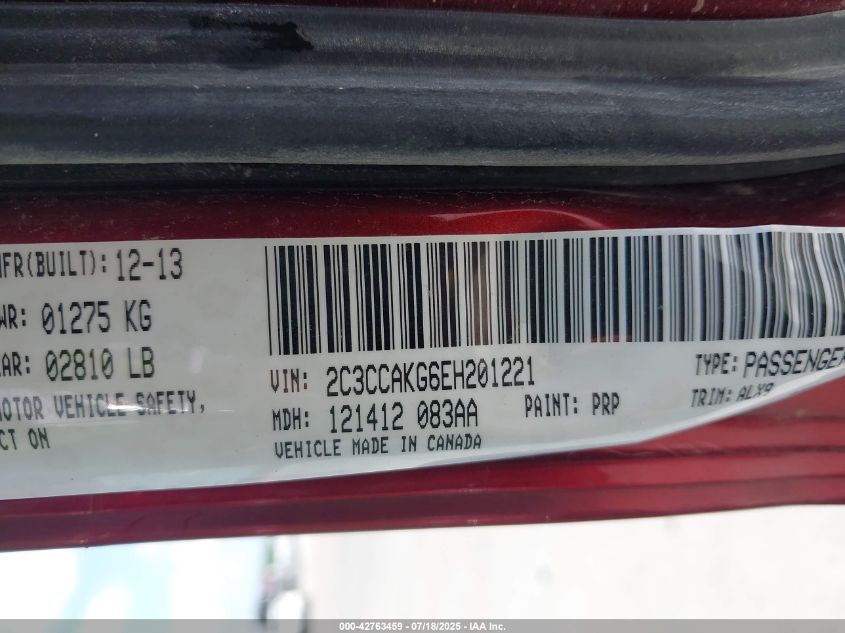 MFR(BUILT): 12-13
WR: 01275 KG
AR: 02810 LB
MOTOR VEHICLE SAFETY,
CT ON
VIN: 2C3CCAKG6EH201221
MDH: 121412 083AA
PAINT: PRP
VEHICLE MADE IN CANADA
TYPE: PASSENGER
TRIM: ALX9
000-42763459 - 07/18/2025 - IAA Inc.